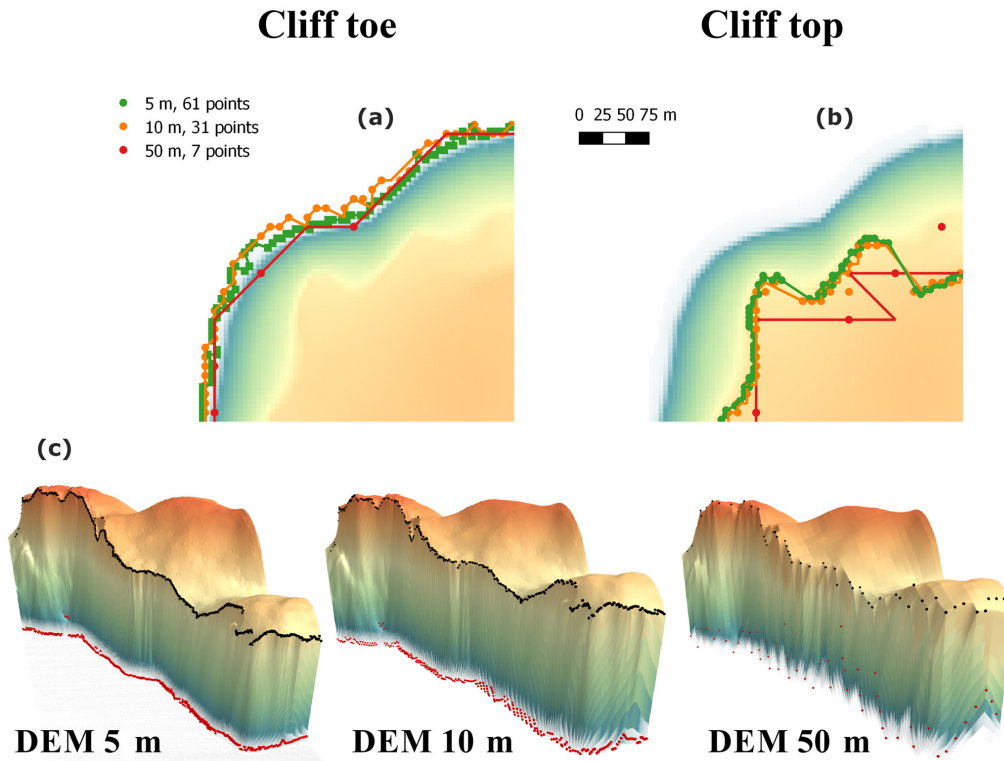 Cliff toe
Cliff top
5 m, 61 points
10 m, 31 points
50 m, 7 points
(a)
0 25 50 75 m
(b)
(c)
DEM 5 m
DEM 10 m
DEM 50 m